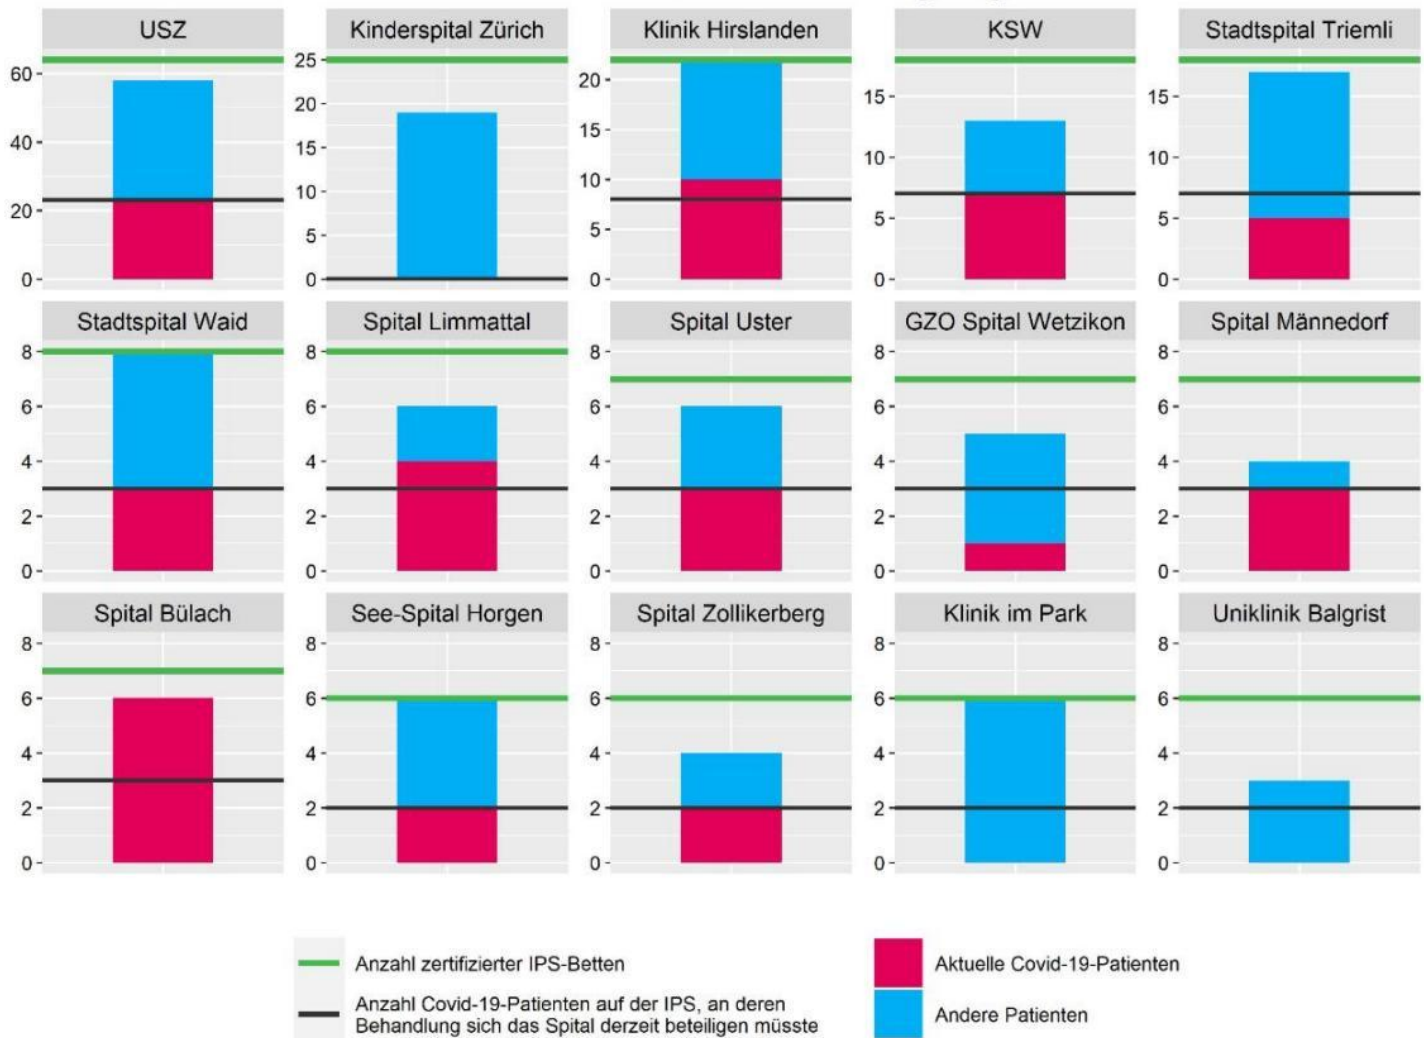 USZ Kinderspital Zürich Klinik Hirslanden KSW Stadtspital Triemli
60 25 20 15 15
40 20 15 10 10
20 15 10 5 5
0 10 5 0 0
5 0
0
Stadtspital Waid Spital Limmattal Spital Uster GZO Spital Wetzikon Spital Männedorf
8 8 8 8 8
6 6 6 6 6
4 4 4 4 4
2 2 2 2 2
0 0 0 0 0
Spital Bülach See-Spital Horgen Spital Zollikerberg Klinik im Park Uniklinik Balgrist
8 8 8 8 8
6 6 6 6 6
4 4 4 4 4
2 2 2 2 2
0 0 0 0 0
Anzahl zertifizierter IPS-Betten
Anzahl Covid-19-Patienten auf der IPS, an deren
Behandlung sich das Spital derzeit beteiligen müsste
Aktuelle Covid-19-Patienten
Andere Patienten